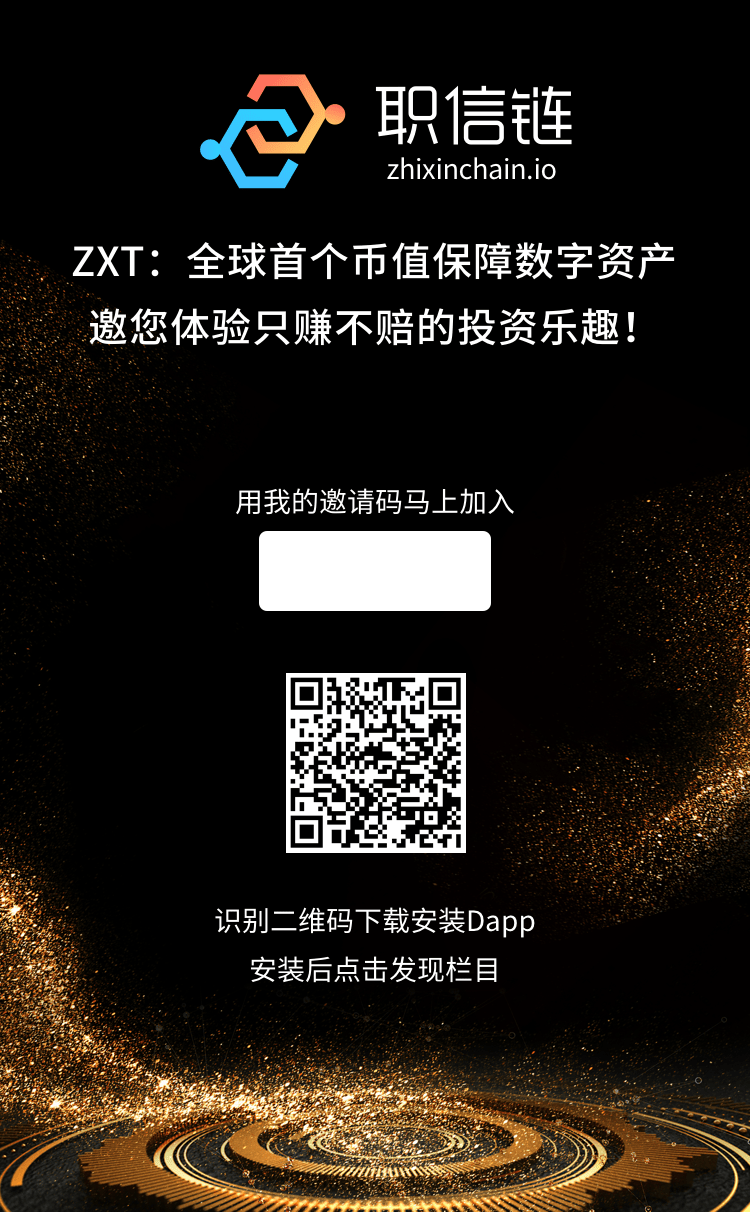 职信链
zhixinchain.io
ZXT：全球首个币值保障数字资产
邀您体验只赚不赔的投资乐趣！
用我的邀请码马上加入
识别二维码下载安装Dapp
安装后点击发现栏目